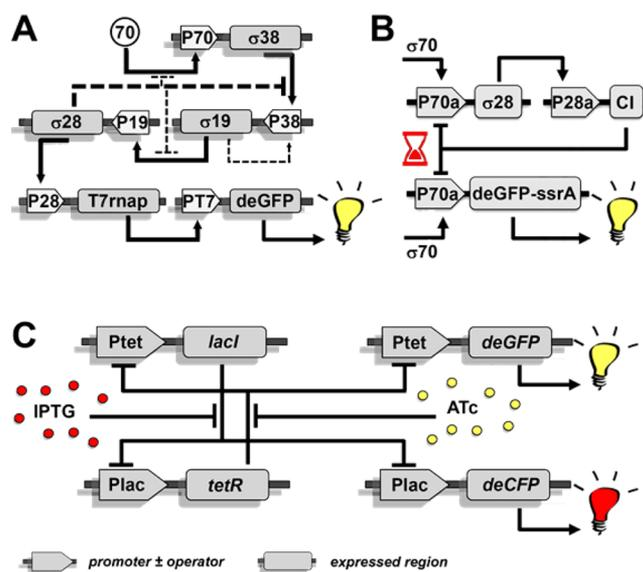 A
70
P70
σ38
σ28
P19
σ19
P38
P28
T7rnap
PT7
deGFP
B
σ70
P70a
σ28
P28a
CI
P70a
deGFP-ssrA
σ70
C
Ptet
lacI
Ptet
deGFP
IPTG
ATc
Plac
tetR
Plac
deCFP
promoter ± operator
expressed region